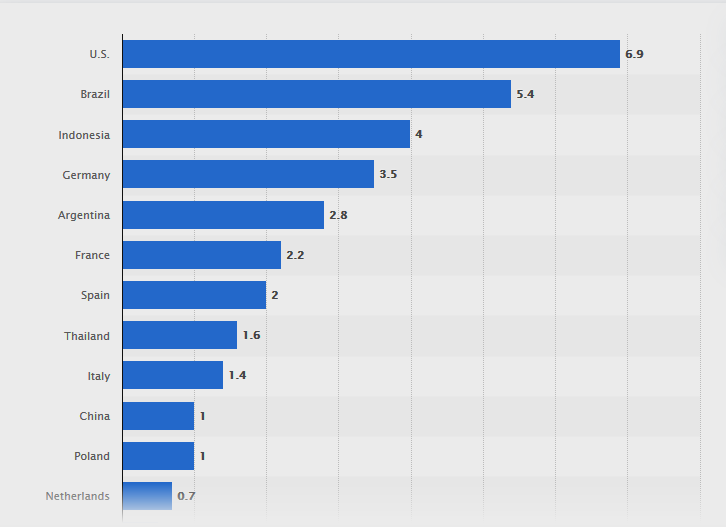 U.S. 6.9
Brazil 5.4
Indonesia 4
Germany 3.5
Argentina 2.8
France 2.2
Spain 2
Thailand 1.6
Italy 1.4
China 1
Poland 1
Netherlands 0.7